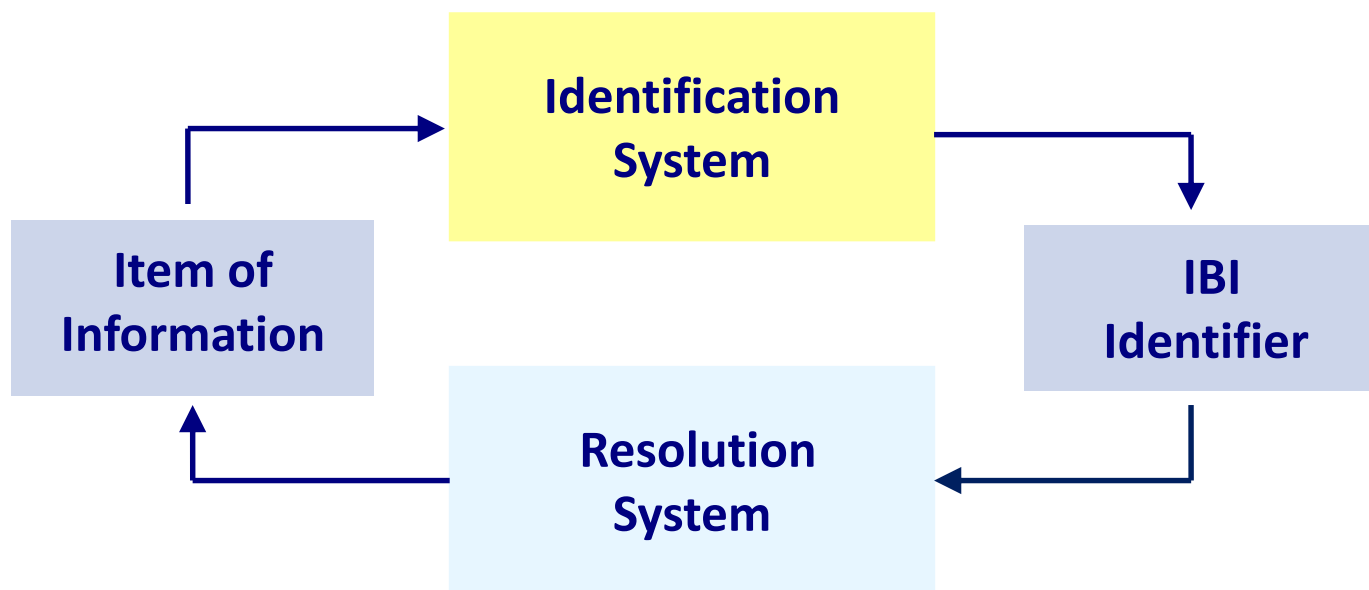 Identification
System
Item of
Information
IBI
Identifier
Resolution
System